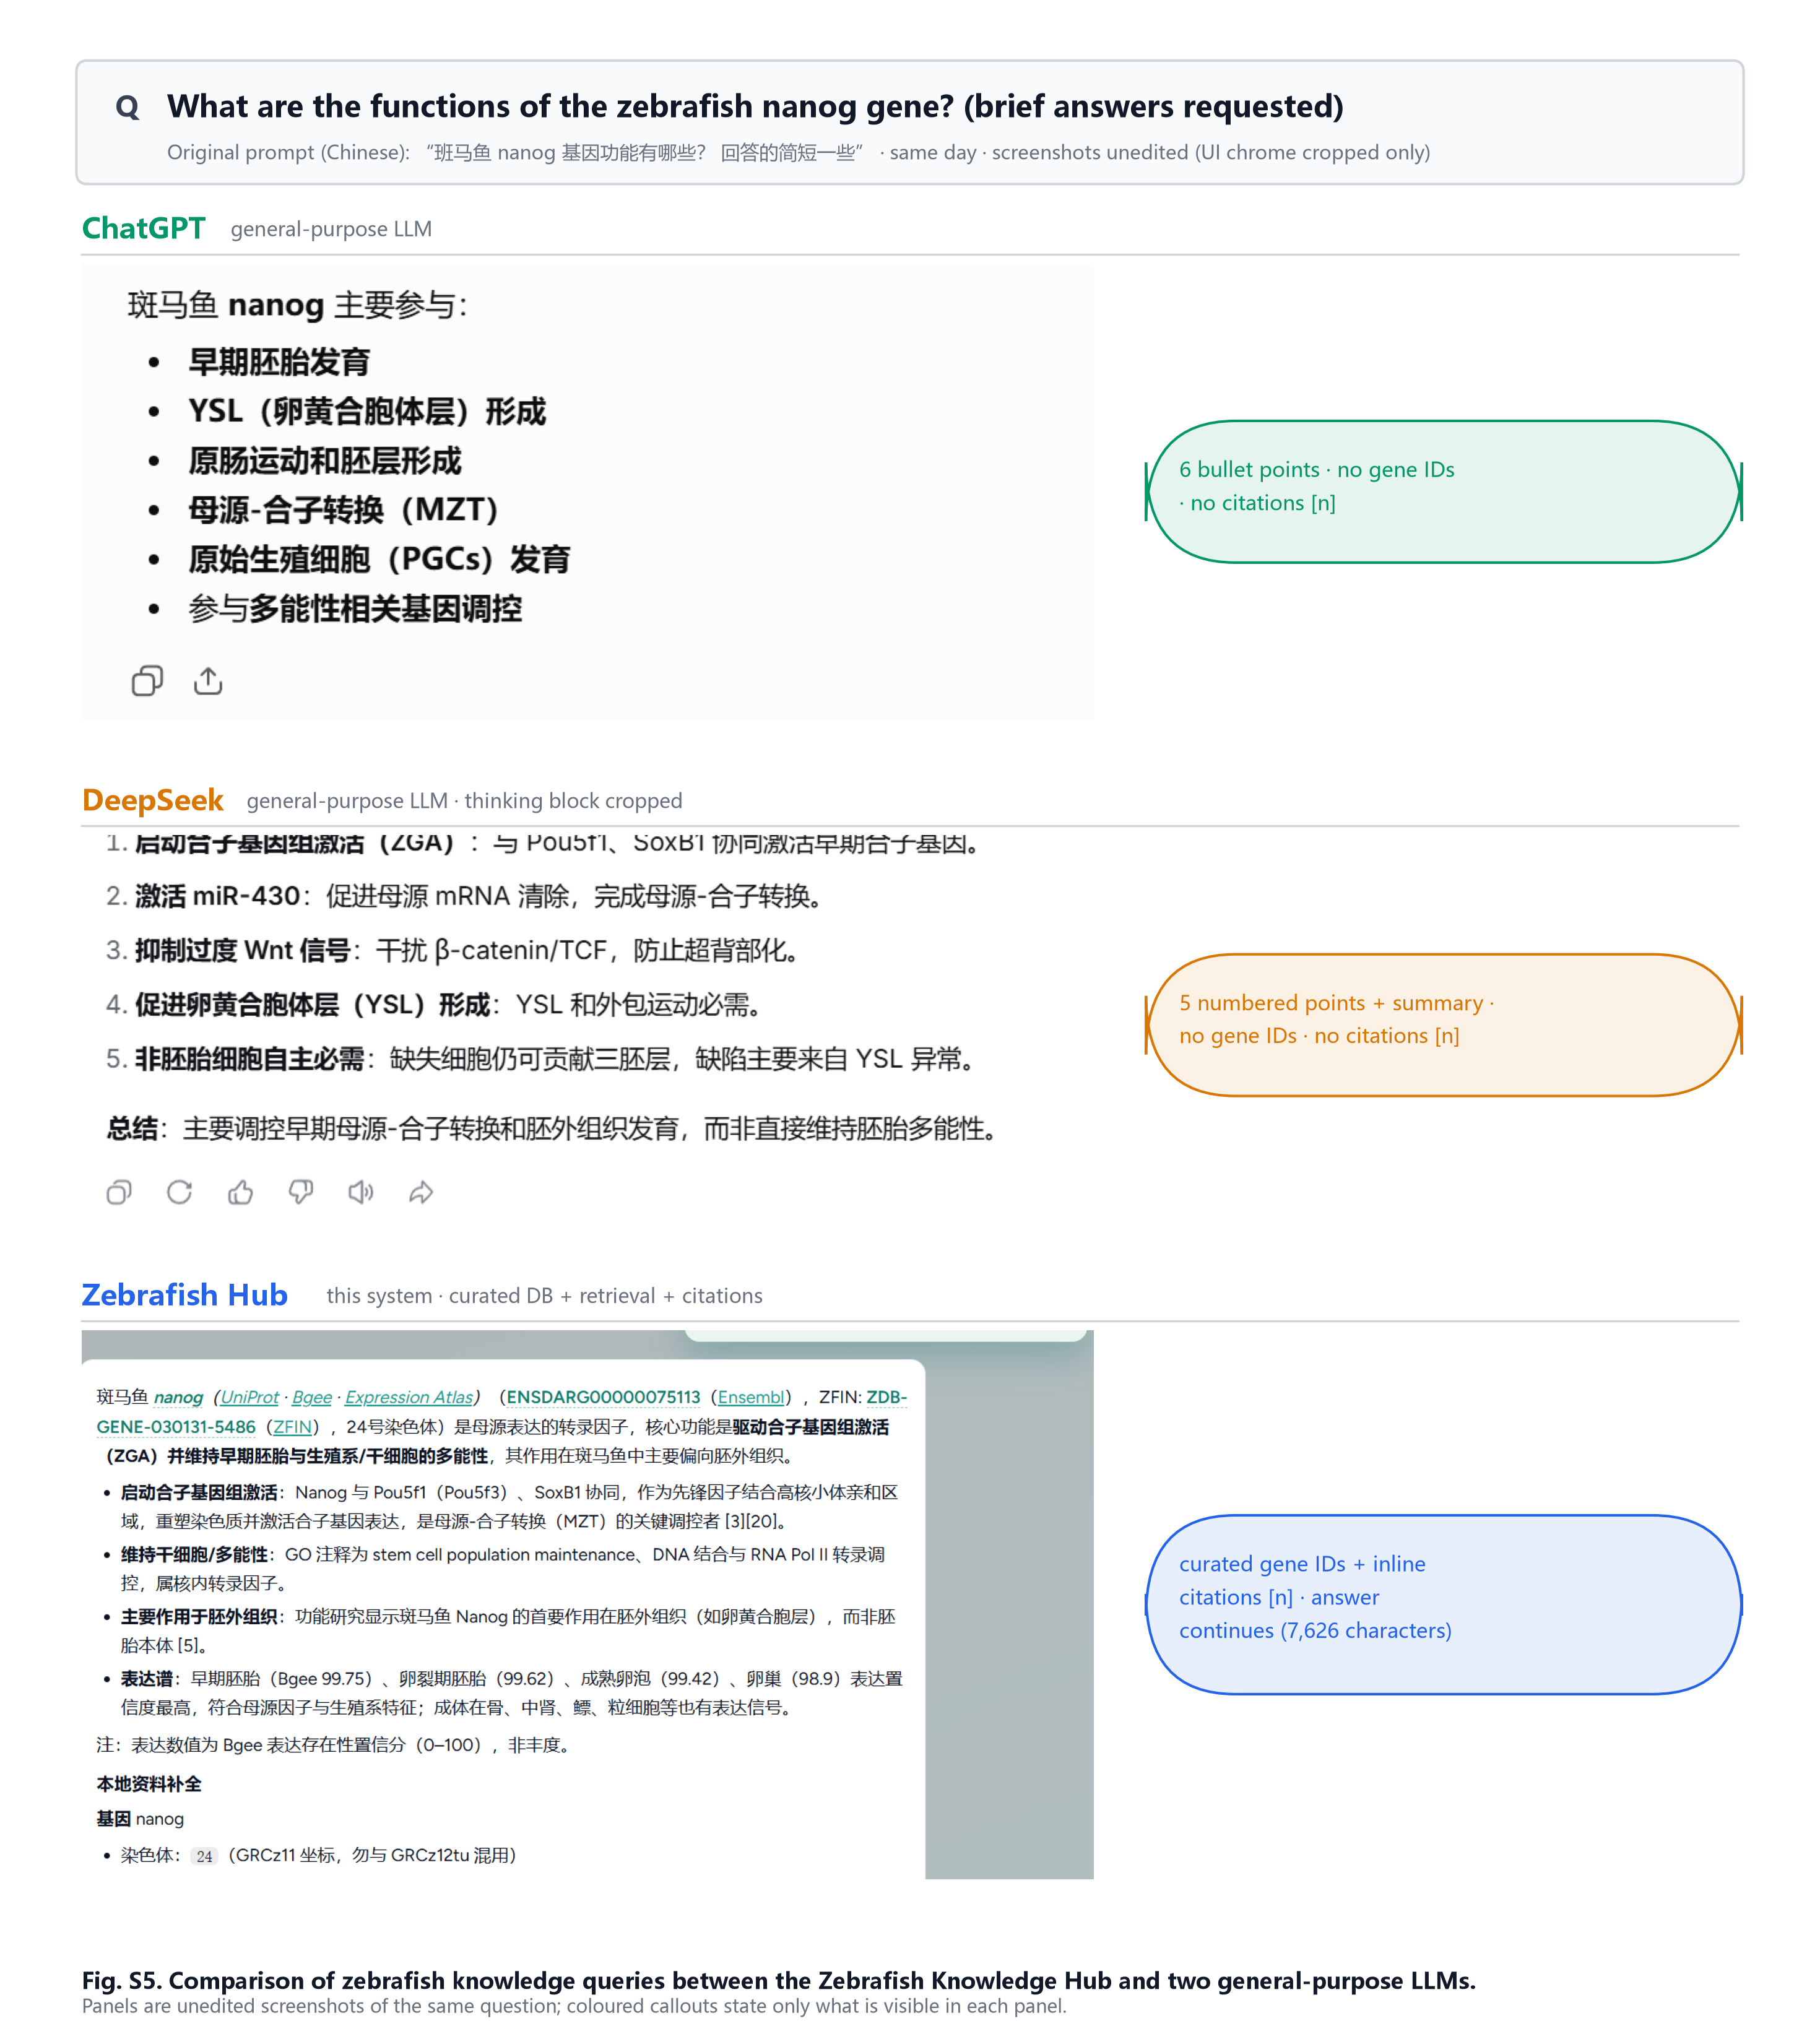 Q What are the functions of the zebrafish nanog gene? (brief answers requested)
Original prompt (Chinese): “班马鱼 nanog 基因功能有哪些? 回答的简短一些” · same day · screenshots unedited (UI chrome cropped only)
ChatGPT general-purpose LLM
斑马鱼 nanog 主要参与：
• 早期胚胎发育
• YSL（卵黄合胞体层）形成
• 原肠运动和胚层形成
• 母源-合子转换（MZT）
• 原始生殖细胞（PGCs）发育
• 参与多能性相关基因调控
6 bullet points · no gene IDs
· no citations [n]
DeepSeek general-purpose LLM · thinking block cropped
1. 启动合子基因组激活（ZGA）：与 Pou5f1、SoxB1 协同激活早期合子基因。
2. 激活 miR-430：促进母源 mRNA 清除，完成母源-合子转换。
3. 抑制过度 Wnt 信号：干扰 β-catenin/TCF，防止超背部化。
4. 促进卵黄合胞体层（YSL）形成：YSL 和外包运动必需。
5. 非胚胎细胞自主必需：缺失细胞仍可贡献三胚层，缺陷主要来自 YSL 异常。
总结：主要调控早期母源-合子转换和胚外组织发育，而非直接维持胚胎多能性。
5 numbered points + summary ·
no gene IDs · no citations [n]
Zebrafish Hub this system · curated DB + retrieval + citations
斑马鱼 nanog（UniProt · Bgee · Expression Atlas）（ENSDARG00000075113（Ensembl），ZFIN: ZDB-
GENE-030131-5486（ZFIN），24号染色体）是母源表达的转录因子，核心功能是驱动合子基因组激活
（ZGA）并维持早期胚胎与生殖系/干细胞的多能性，其作用在斑马鱼中主要偏向胚外组织。
• 启动合子基因组激活：Nanog 与 Pou5f1（Pou5f3）、SoxB1 协同，作为先锋因子结合高核小体亲和区
域，重塑染色质并激活合子基因表达，是母源-合子转换（MZT）的关键调控者 [3][20]。
• 维持干细胞/多能性：GO 注释为 stem cell population maintenance、DNA 结合与 RNA Pol II 转录调
控，属核内转录因子。
• 主要作用于胚外组织：功能研究显示斑马鱼 Nanog 的首要作用在胚外组织（如卵黄合胞层），而非胚
胎本体 [5]。
• 表达谱：早期胚胎（Bgee 99.75）、卵裂期胚胎（99.62）、成熟卵泡（99.42）、卵巢（98.9）表达置
信度最高，符合母源因子与生殖系特征；成体在骨、中肾、鳔、粒细胞等也有表达信号。
注：表达数值为 Bgee 表达存在性置信分（0–100），非丰度。
本地资料补全
基因 nanog
• 染色体：24（GRCz11 坐标，勿与 GRCz12tu 混用）
curated gene IDs + inline
citations [n] · answer
continues (7,626 characters)
Fig. S5. Comparison of zebrafish knowledge queries between the Zebrafish Knowledge Hub and two general-purpose LLMs.
Panels are unedited screenshots of the same question; coloured callouts state only what is visible in each panel.